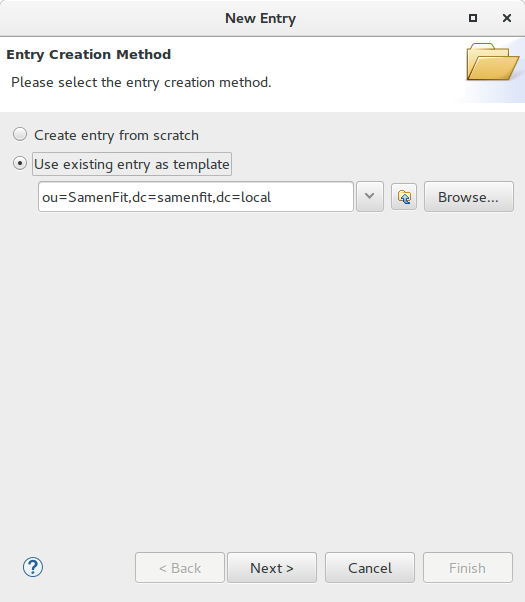 New Entry
Entry Creation Method
Please select the entry creation method.
Create entry from scratch
Use existing entry as template
ou=SamenFit,dc=samenfit,dc=local
Browse...
?
< Back
Next >
Cancel
Finish